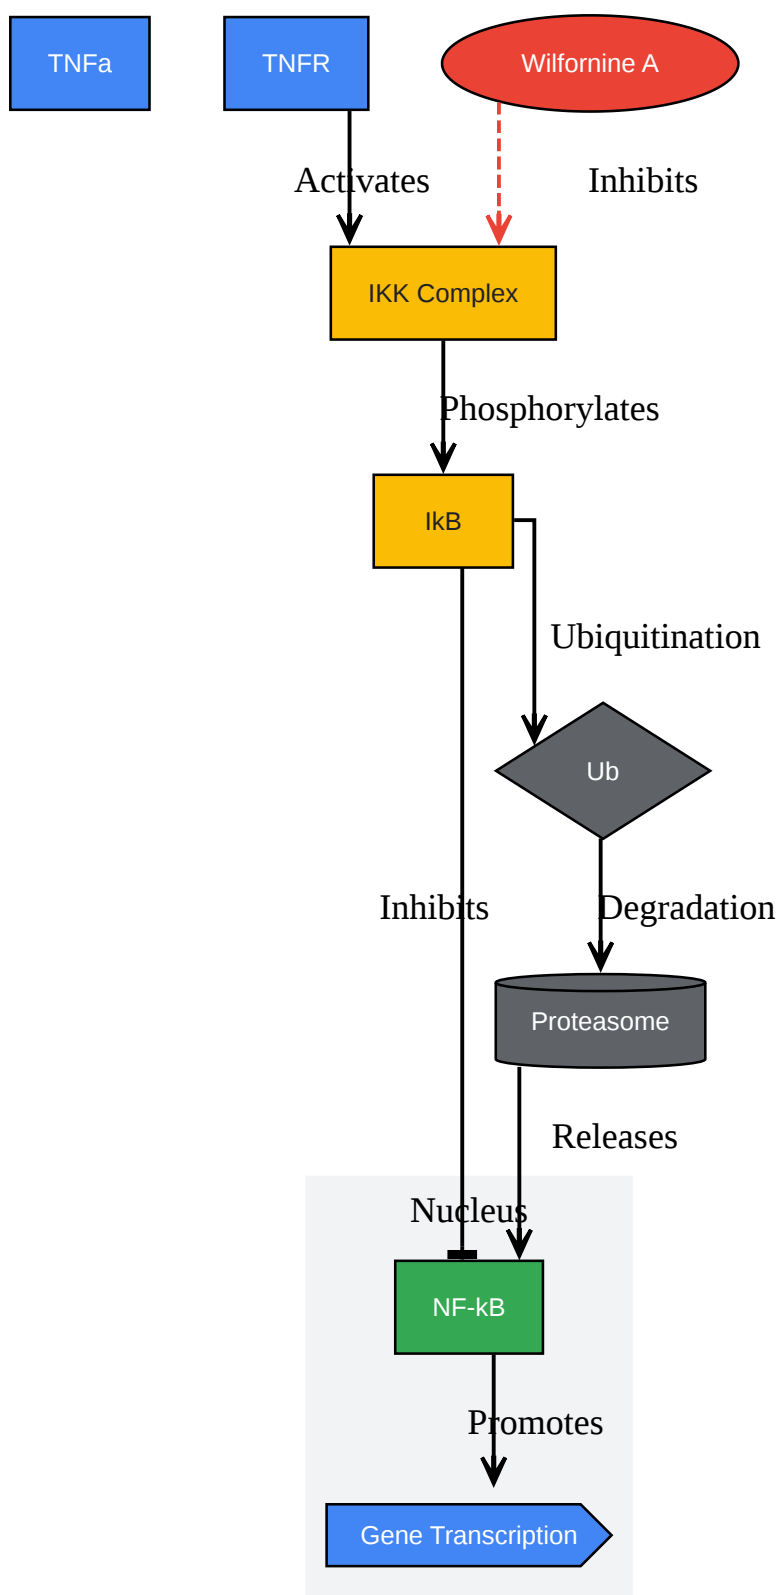 TNFa
TNFR
Wilfornine A
Activates
Inhibits
IKK Complex
Phosphorylates
IkB
Ubiquitination
Ub
Inhibits
Degradation
Proteasome
Releases
Nucleus
NF-kB
Promotes
Gene Transcription